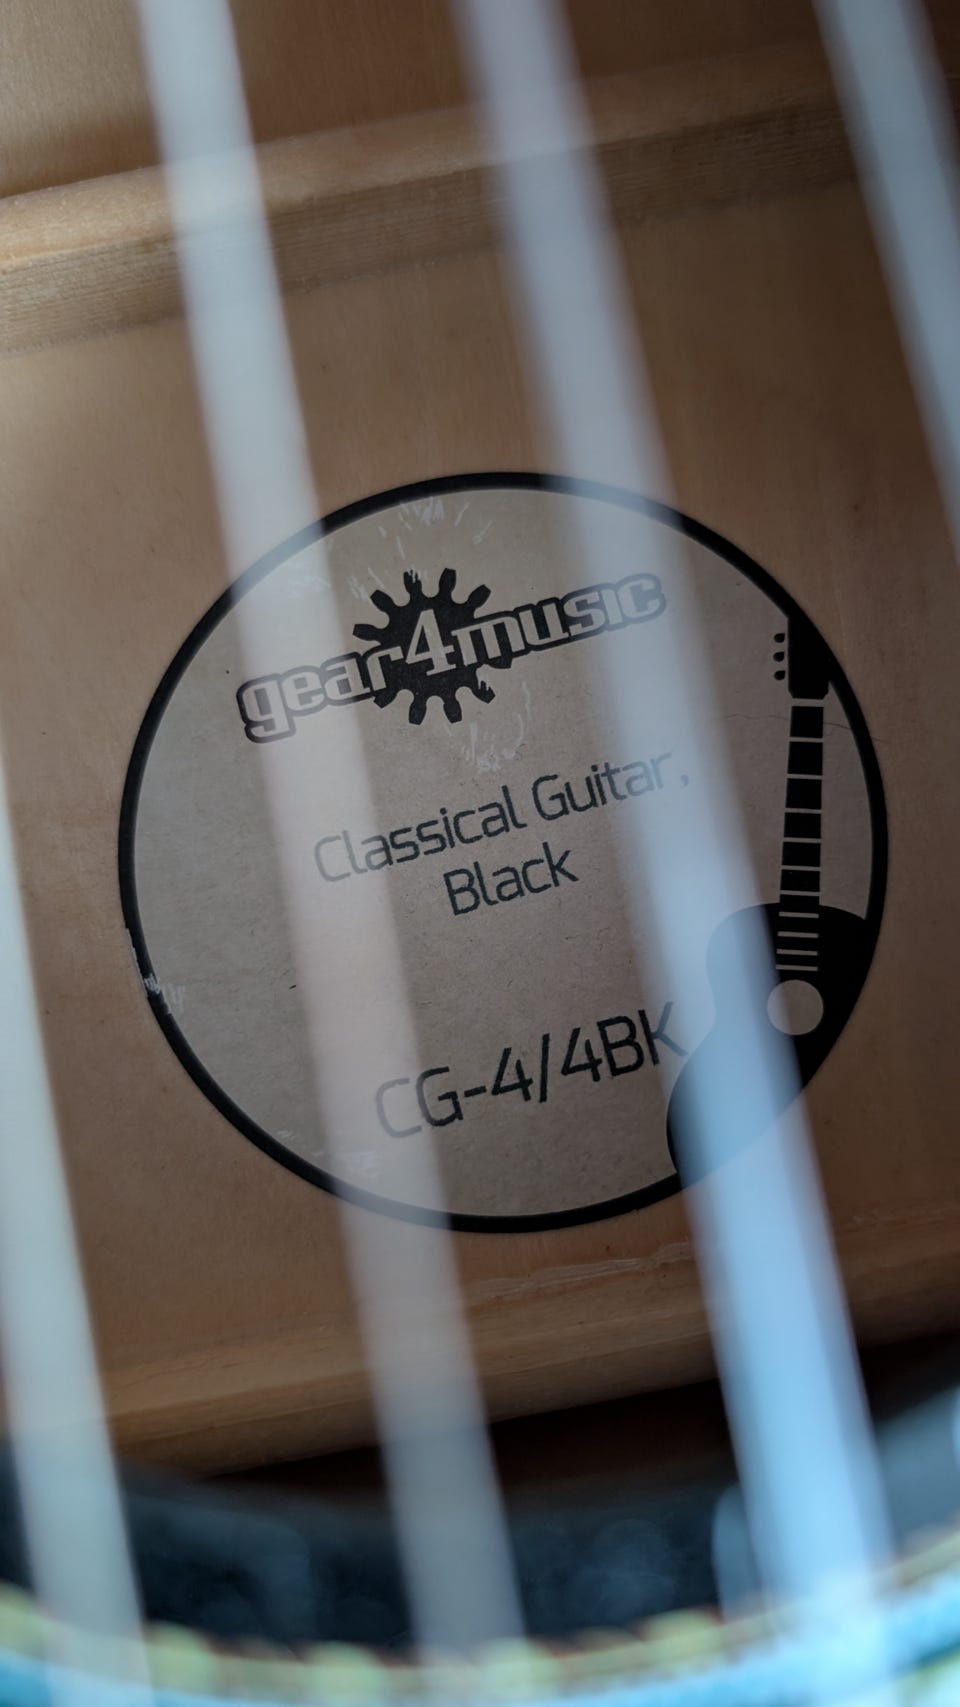 gear4music
Classical Guitar,
Black
CG-4/4BK